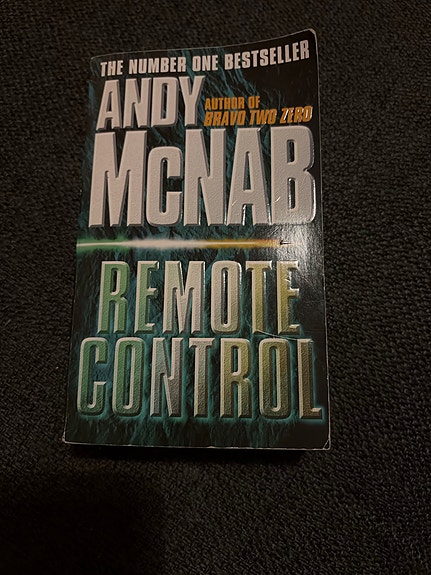 THE NUMBER ONE BESTSELLER
ANDY
AUTHOR OF
BRAVO TWO ZERO
McNAB
REMOTE
CONTROL